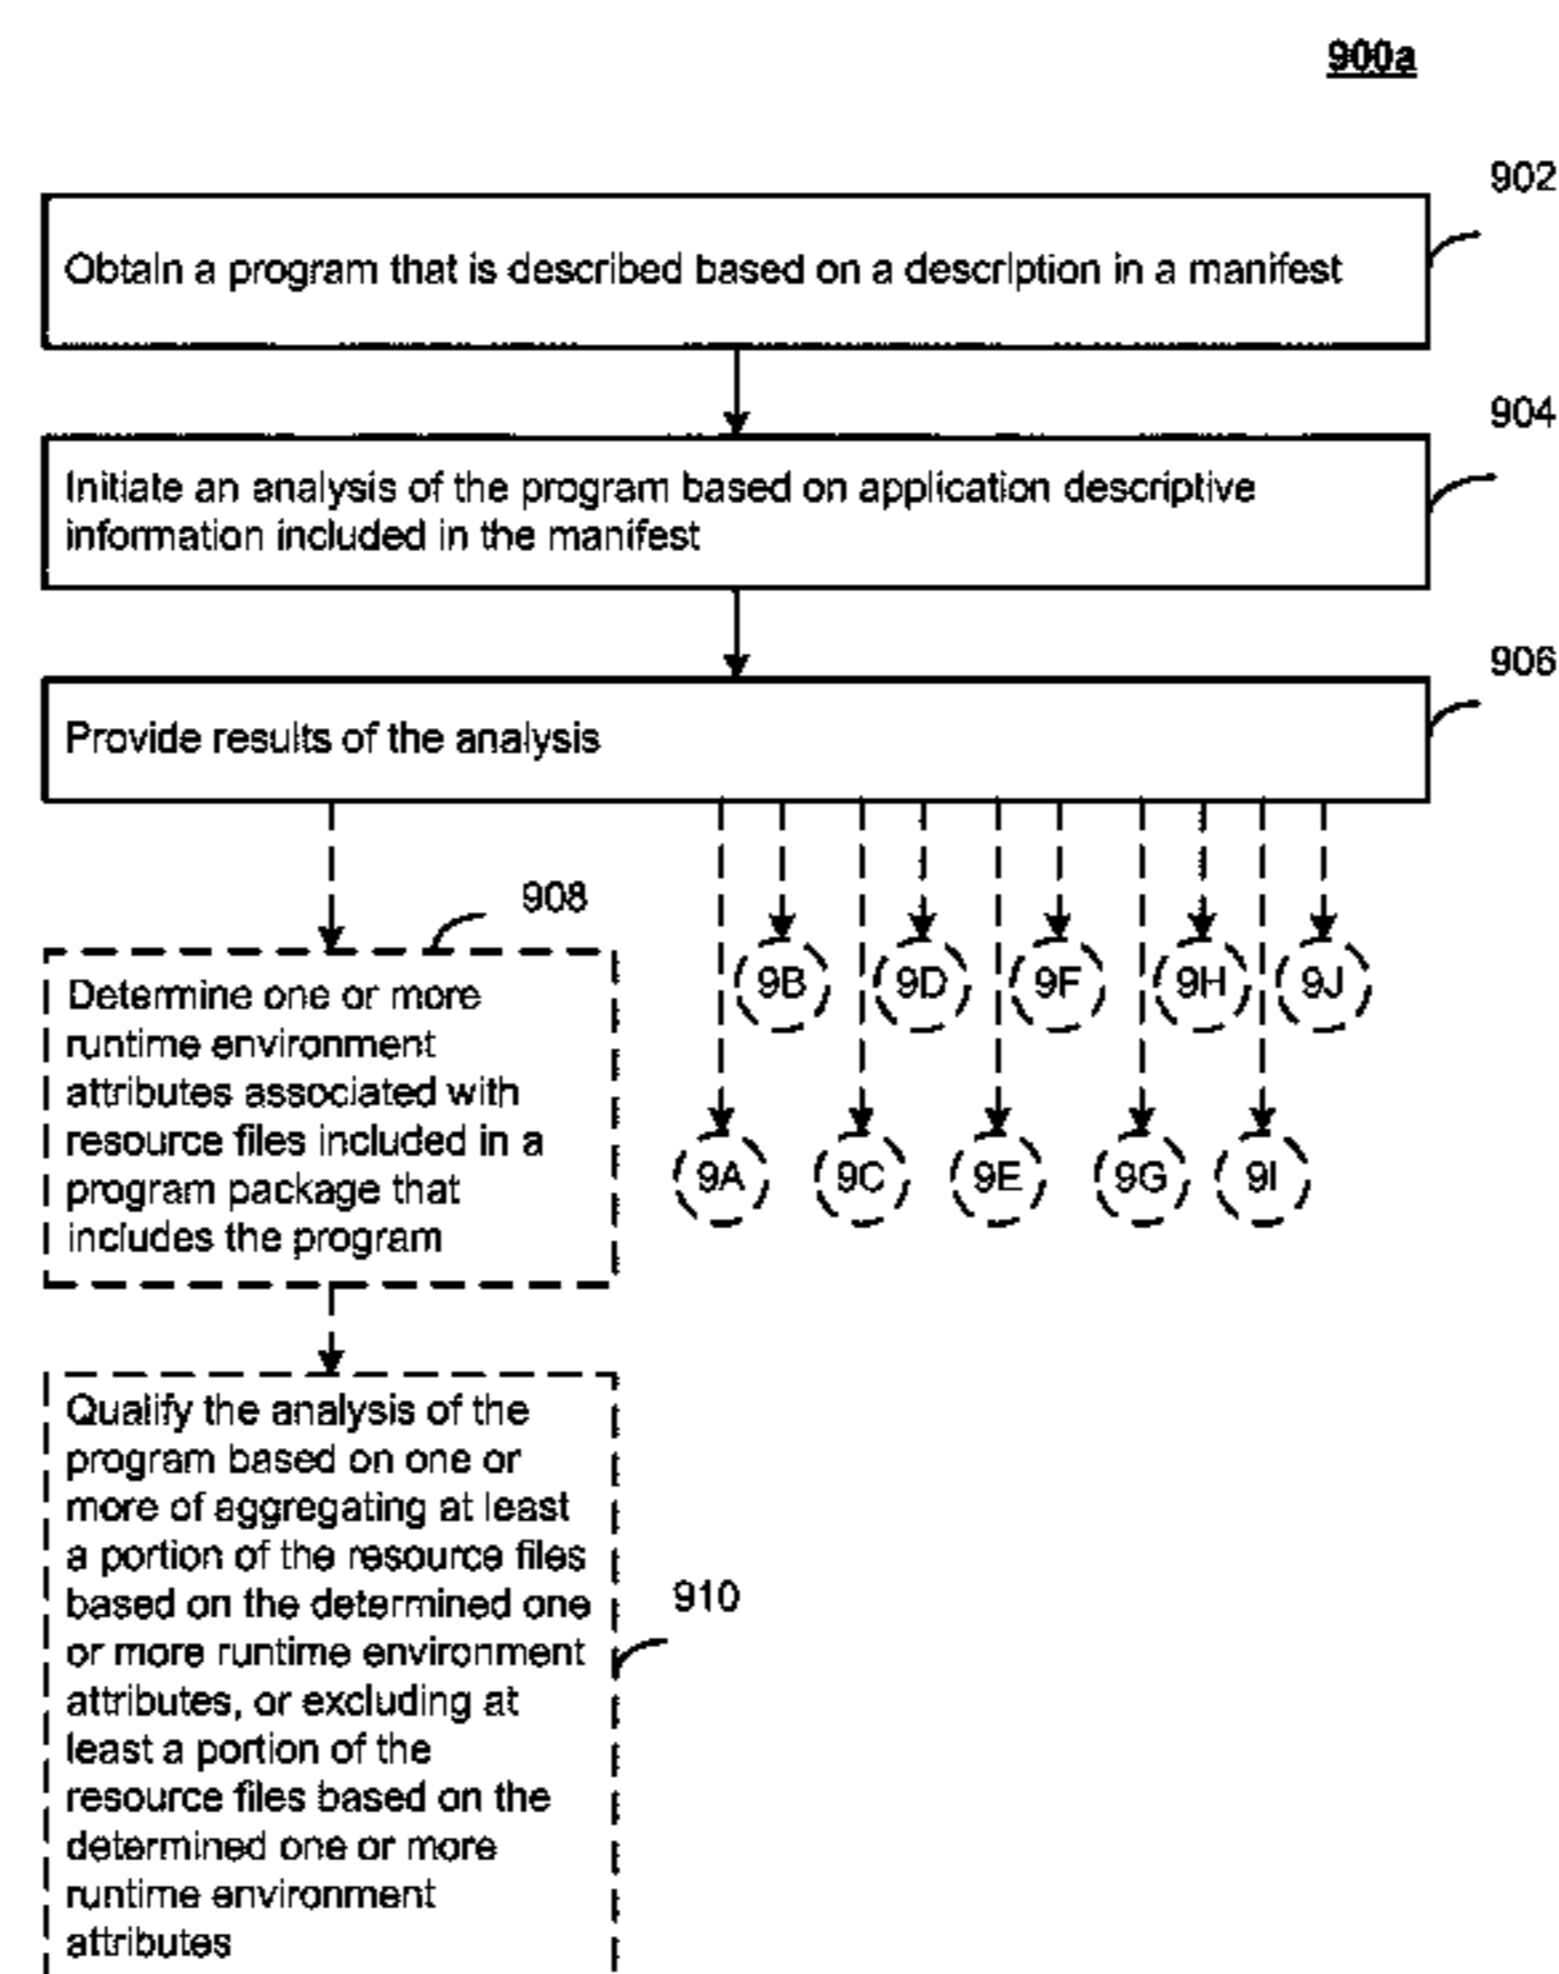 900a
902
Obtain a program that is described based on a description in a manifest
904
Initiate an analysis of the program based on application descriptive
information included in the manifest
906
Provide results of the analysis
908
Determine one or more
runtime environment
attributes associated with
resource files included in a
program package that
includes the program
9B
9D
9F
9H
9J
9A
9C
9E
9G
9I
Qualify the analysis of the
program based on one or
more of aggregating at least
a portion of the resource files
based on the determined one
or more runtime environment
attributes, or excluding at
least a portion of the
resource files based on the
determined one or more
runtime environment
attributes
910